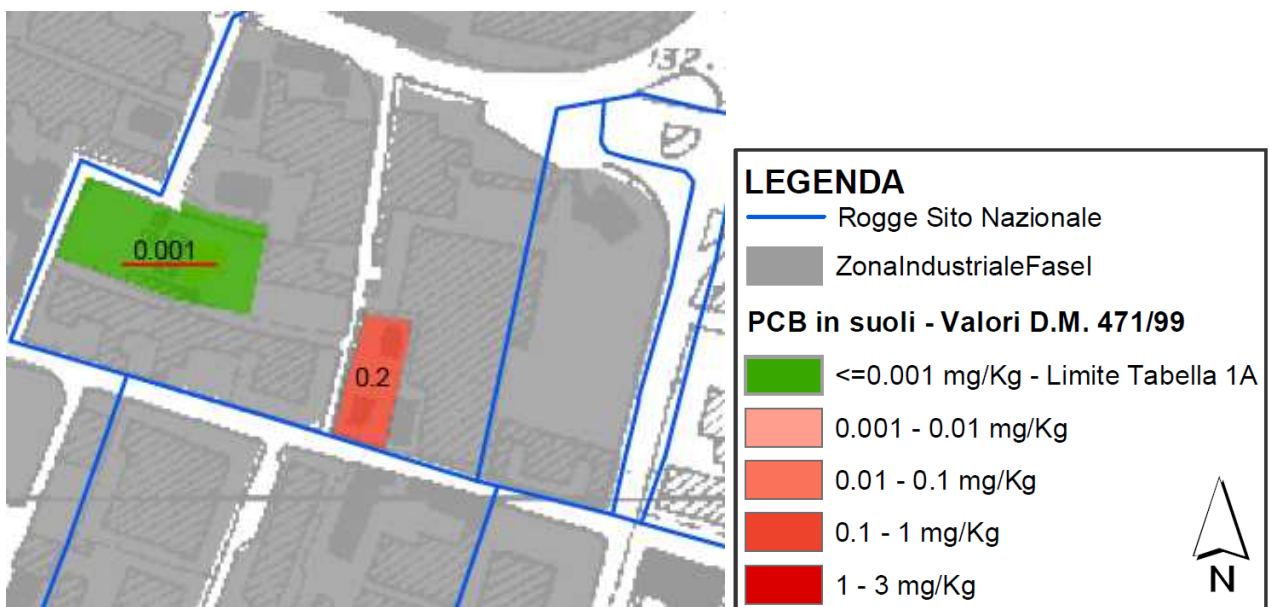 132.
0.001
0.2
LEGENDA
Rogge Sito Nazionale
ZonaIndustrialeFaseI
PCB in suoli - Valori D.M. 471/99
<=0.001 mg/Kg - Limite Tabella 1A
0.001 - 0.01 mg/Kg
0.01 - 0.1 mg/Kg
0.1 - 1 mg/Kg
1 - 3 mg/Kg
N